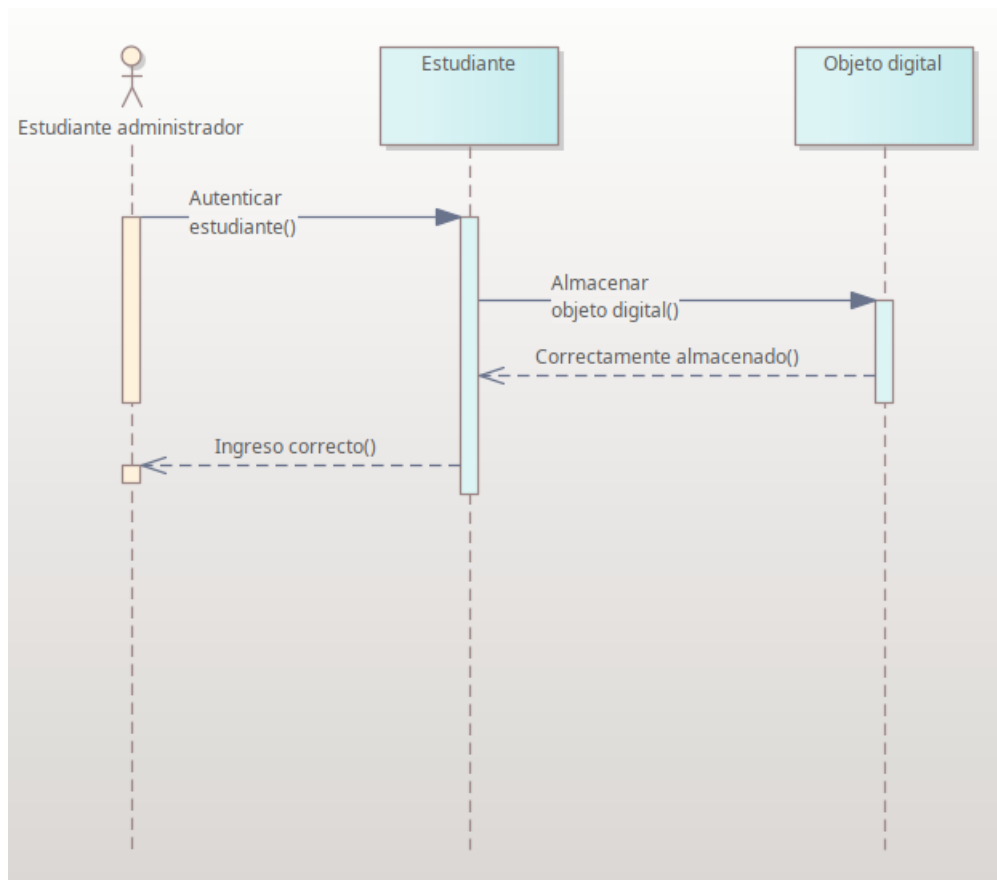 Estudiante
Objeto digital
Estudiante administrador
Autenticar
estudiante()
Almacenar
objeto digital()
Correctamente almacenado()
Ingreso correcto()